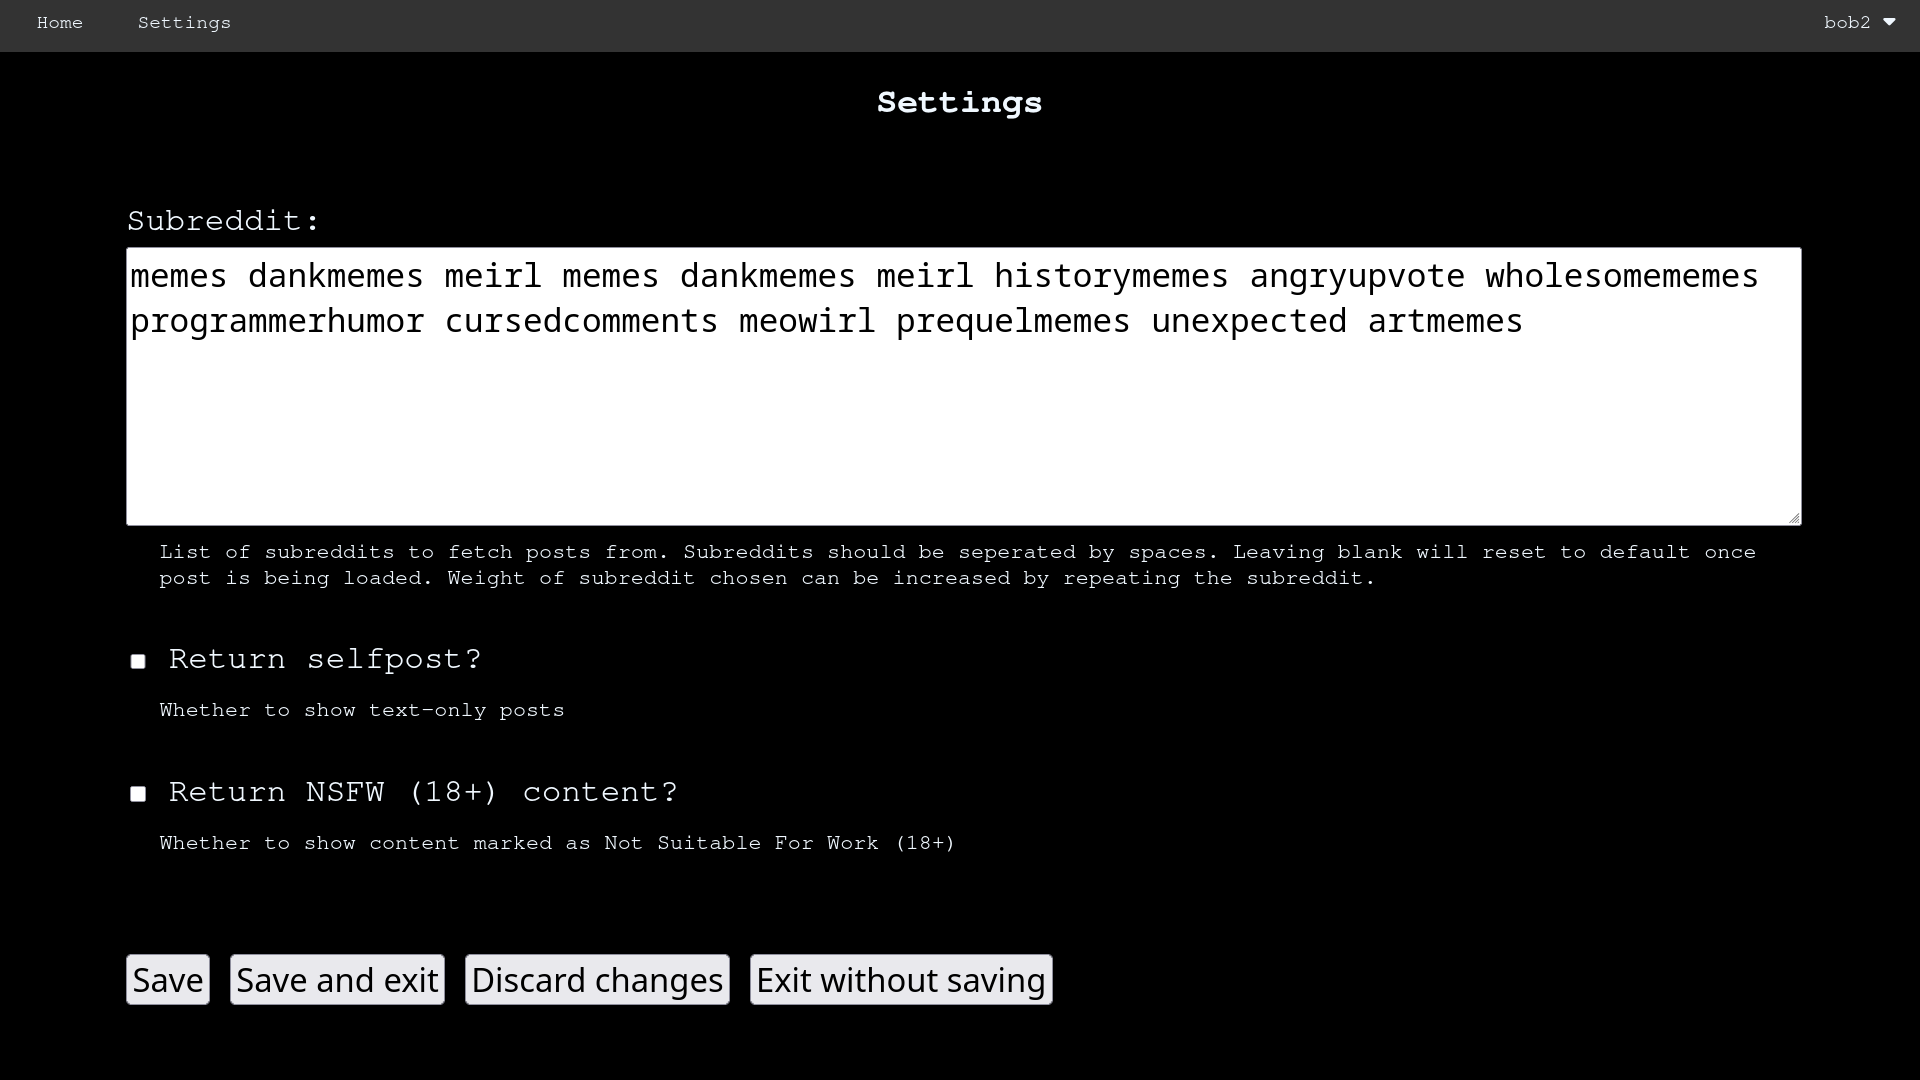 Home Settings bob2
Settings
Subreddit:
memes dankmemes meirl memes dankmemes meirl historymemes angryupvote wholesomememes
programmerhumor cursedcomments meowirl prequelmemes unexpected artmemes
List of subreddits to fetch posts from. Subreddits should be seperated by spaces. Leaving blank will reset to default once
post is being loaded. Weight of subreddit chosen can be increased by repeating the subreddit.
Return selfpost?
Whether to show text-only posts
Return NSFW (18+) content?
Whether to show content marked as Not Suitable For Work (18+)
Save Save and exit Discard changes Exit without saving